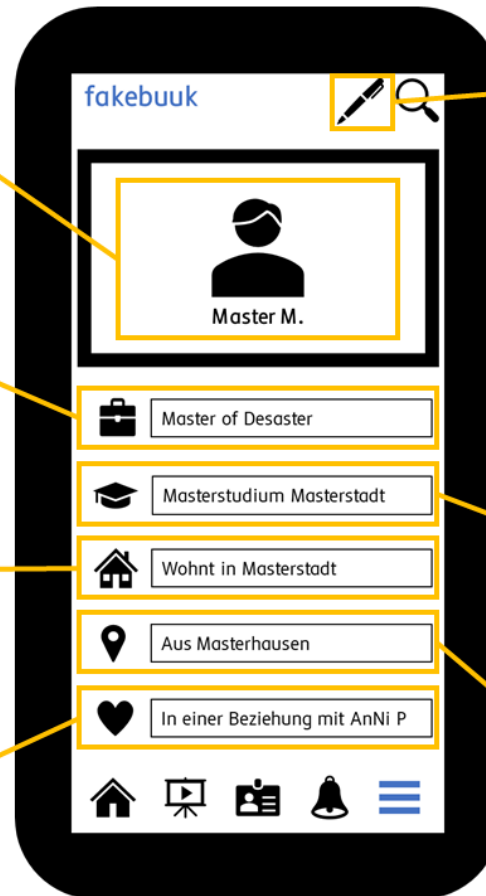 fakebuuk
Master M.
Master of Desaster
Masterstudium Masterstadt
Wohnt in Masterstadt
Aus Masterhausen
In einer Beziehung mit AnNi P